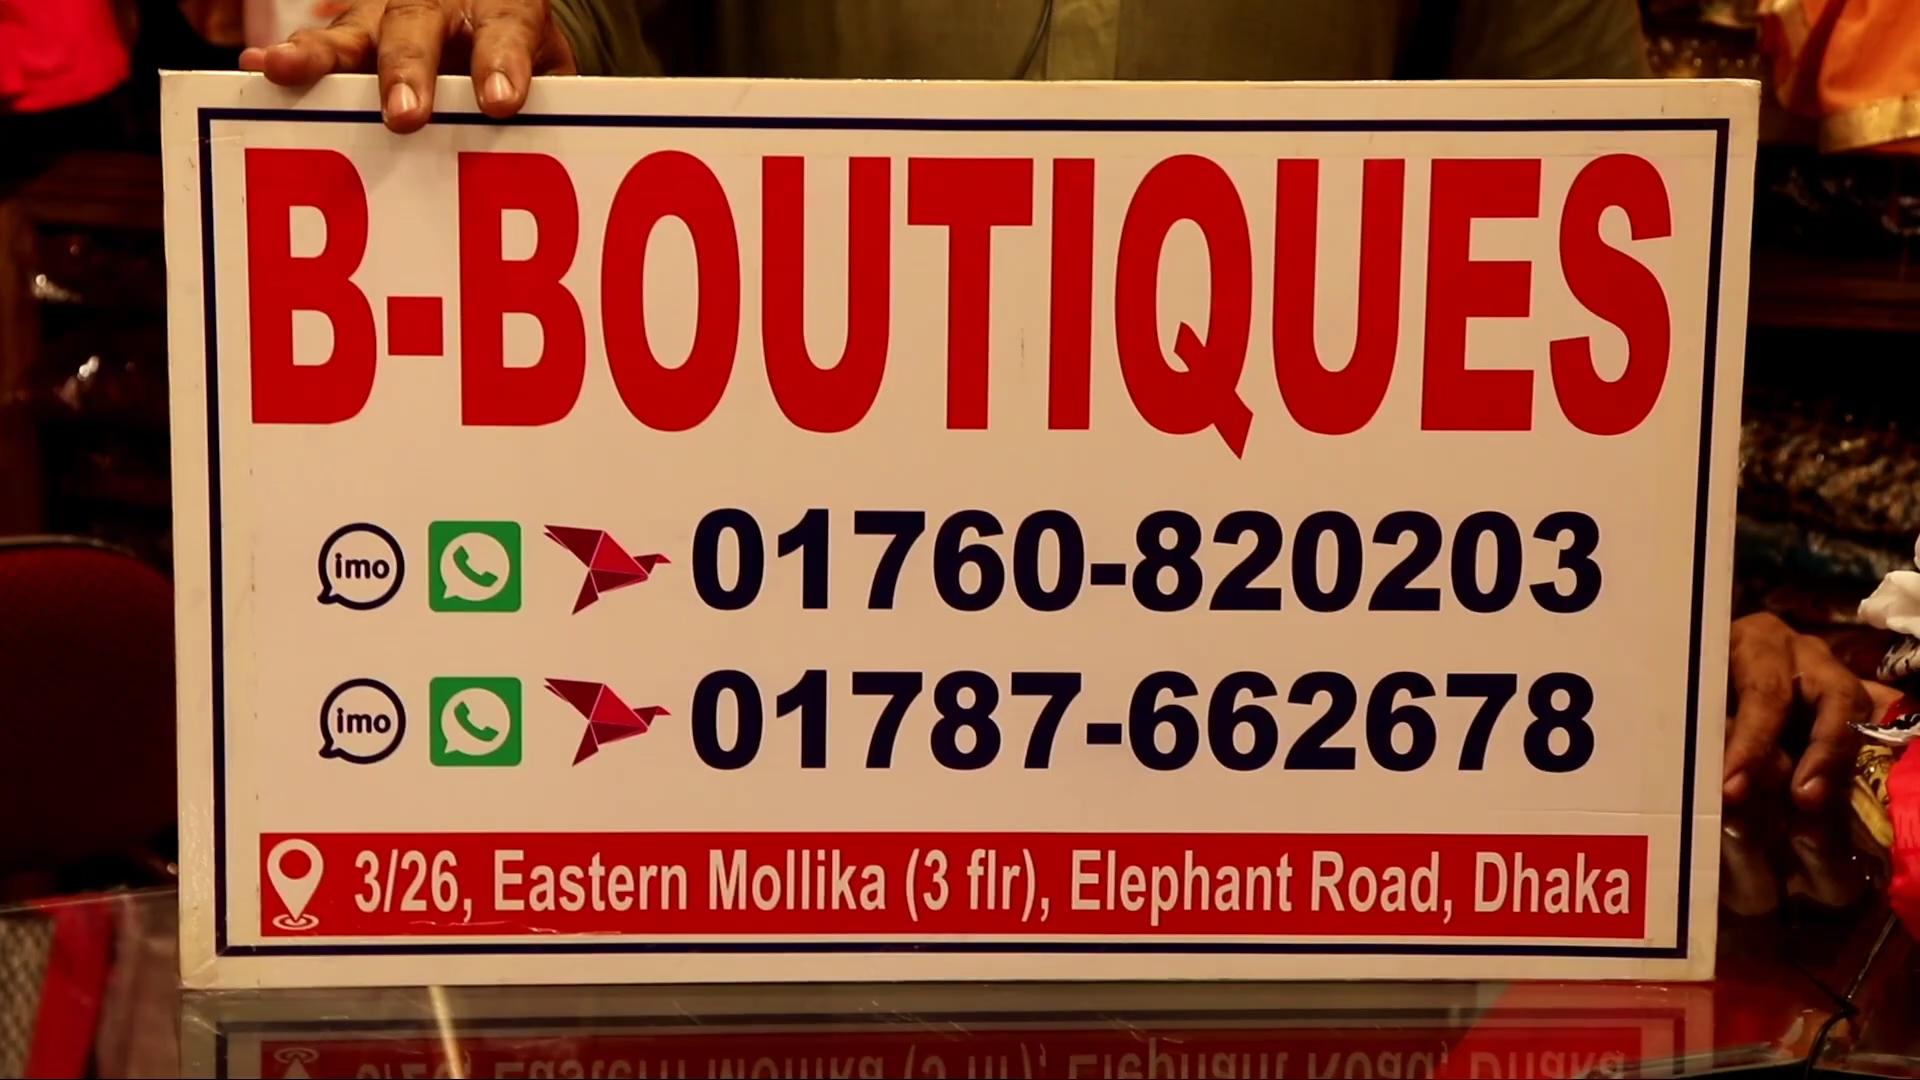 B-BOUTIQUES
imo 01760-820203
imo 01787-662678
3/26, Eastern Mollika (3 flr), Elephant Road, Dhaka